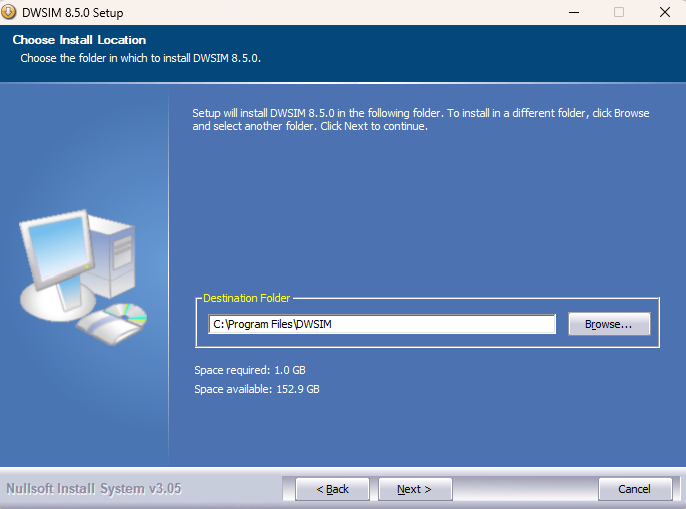 DWSIM 8.5.0 Setup
Choose Install Location
Choose the folder in which to install DWSIM 8.5.0.
Setup will install DWSIM 8.5.0 in the following folder. To install in a different folder, click Browse
and select another folder. Click Next to continue.
Destination Folder
C:\Program Files\DWSIM
Browse...
Space required: 1.0 GB
Space available: 152.9 GB
Nullsoft Install System v3.05
< Back
Next >
Cancel